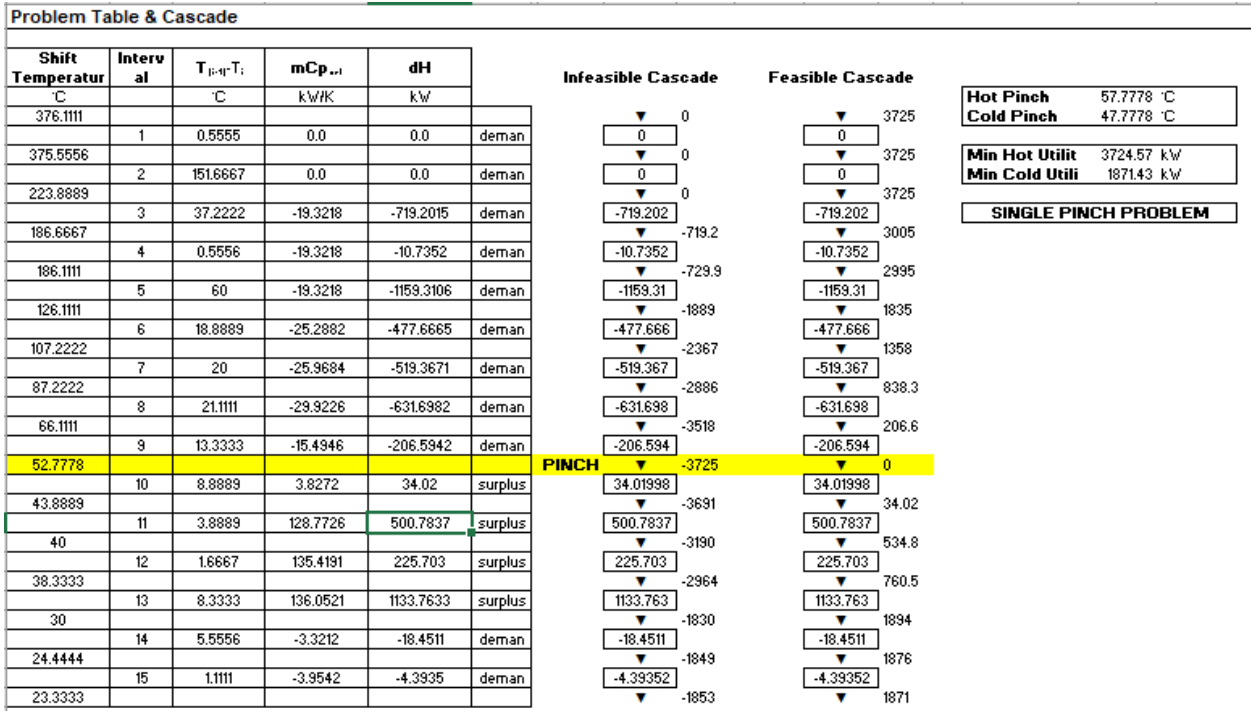 Problem Table & Cascade
Shift Temperatur Interv al T(i+1)-Ti mCp dH
Infeasible Cascade Feasible Cascade
°C °C kW/K kW
Hot Pinch 57.7778 °C
376.1111 ▼ 0 ▼ 3725
Cold Pinch 47.7778 °C
1 0.5555 0.0 0.0 deman 0 0
375.5556 ▼ 0 ▼ 3725
Min Hot Utilit 3724.57 kW
2 151.6667 0.0 0.0 deman 0 0
Min Cold Utili 1871.43 kW
223.8889 ▼ 0 ▼ 3725
3 37.2222 -19.3218 -719.2015 deman -719.202 -719.202
SINGLE PINCH PROBLEM
186.6667 ▼ -719.2 ▼ 3005
4 0.5556 -19.3218 -10.7352 deman -10.7352 -10.7352
186.1111 ▼ -729.9 ▼ 2995
5 60 -19.3218 -1159.3106 deman -1159.31 -1159.31
126.1111 ▼ -1889 ▼ 1835
6 18.8889 -25.2882 -477.6665 deman -477.666 -477.666
107.2222 ▼ -2367 ▼ 1358
7 20 -25.9684 -519.3671 deman -519.367 -519.367
87.2222 ▼ -2886 ▼ 838.3
8 21.1111 -29.9226 -631.6982 deman -631.698 -631.698
66.1111 ▼ -3518 ▼ 206.6
9 13.3333 -15.4946 -206.5942 deman -206.594 -206.594
52.7778 PINCH ▼ -3725 ▼ 0
10 8.8889 3.8272 34.02 surplus 34.01998 34.01998
43.8889 ▼ -3691 ▼ 34.02
11 3.8889 128.7726 500.7837 surplus 500.7837 500.7837
40 ▼ -3190 ▼ 534.8
12 1.6667 135.4191 225.703 surplus 225.703 225.703
38.3333 ▼ -2964 ▼ 760.5
13 8.3333 136.0521 1133.7633 surplus 1133.763 1133.763
30 ▼ -1830 ▼ 1894
14 5.5556 -3.3212 -18.4511 deman -18.4511 -18.4511
24.4444 ▼ -1849 ▼ 1876
15 1.1111 -3.9542 -4.3935 deman -4.39352 -4.39352
23.3333 ▼ -1853 ▼ 1871